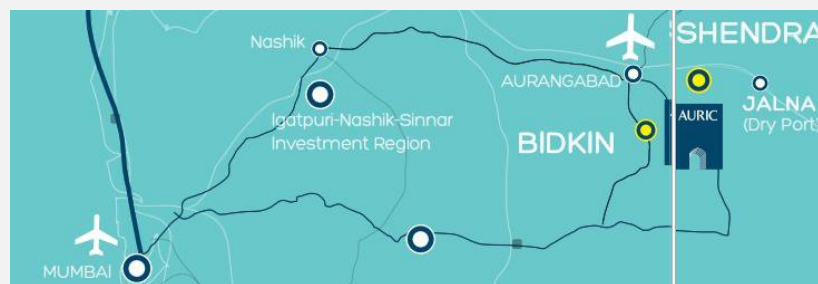 Nashik
Igatpuri-Nashik-Sinnar
Investment Region
AURANGABAD
SHENDRA
BIDKIN
AURIC
JALNA
(Dry Port)
MUMBAI